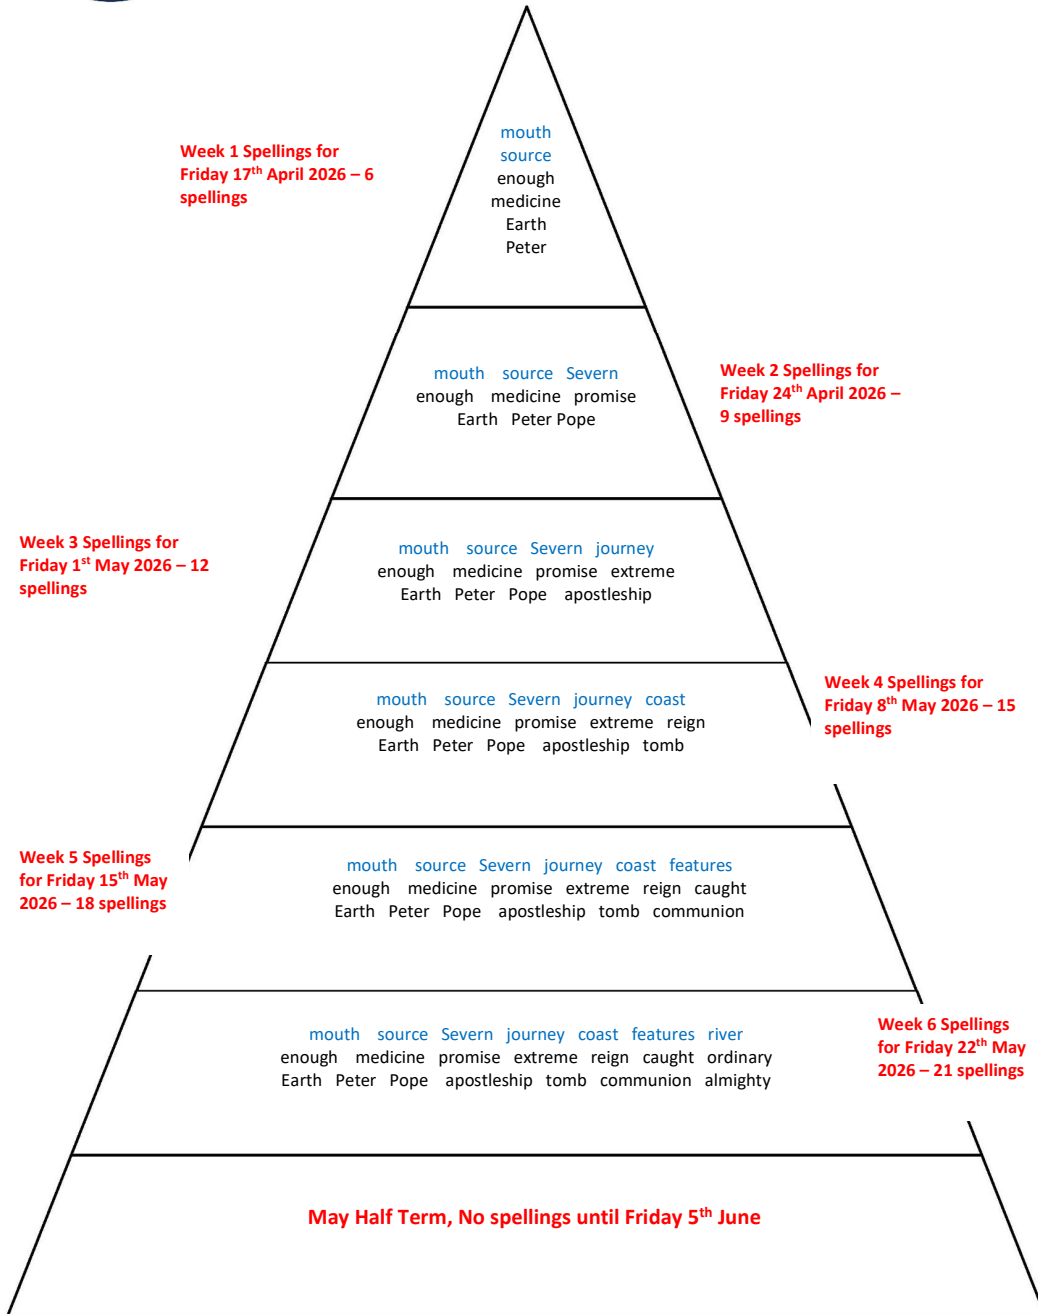 Week 1 Spellings for
Friday 17th April 2026 – 6
spellings
mouth
source
enough
medicine
Earth
Peter
mouth source Severn
enough medicine promise
Earth Peter Pope
Week 2 Spellings for
Friday 24th April 2026 –
9 spellings
Week 3 Spellings for
Friday 1st May 2026 – 12
spellings
mouth source Severn journey
enough medicine promise extreme
Earth Peter Pope apostleship
mouth source Severn journey coast
enough medicine promise extreme reign
Earth Peter Pope apostleship tomb
Week 4 Spellings for
Friday 8th May 2026 – 15
spellings
Week 5 Spellings
for Friday 15th May
2026 – 18 spellings
mouth source Severn journey coast features
enough medicine promise extreme reign caught
Earth Peter Pope apostleship tomb communion
mouth source Severn journey coast features river
enough medicine promise extreme reign caught ordinary
Earth Peter Pope apostleship tomb communion almighty
Week 6 Spellings
for Friday 22th May
2026 – 21 spellings
May Half Term, No spellings until Friday 5th June